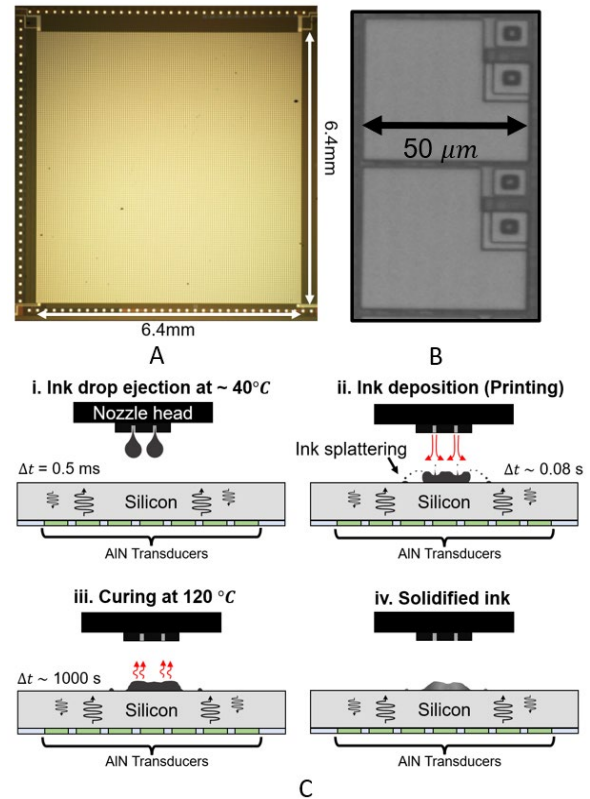 6.4mm
6.4mm
A
50 μm
B
i. Ink drop ejection at ~ 40°C
Nozzle head
Δt = 0.5 ms
Silicon
AlN Transducers
ii. Ink deposition (Printing)
Ink splattering
Δt ~ 0.08 s
Silicon
AlN Transducers
iii. Curing at 120 °C
Δt ~ 1000 s
Silicon
AlN Transducers
iv. Solidified ink
Silicon
AlN Transducers
C